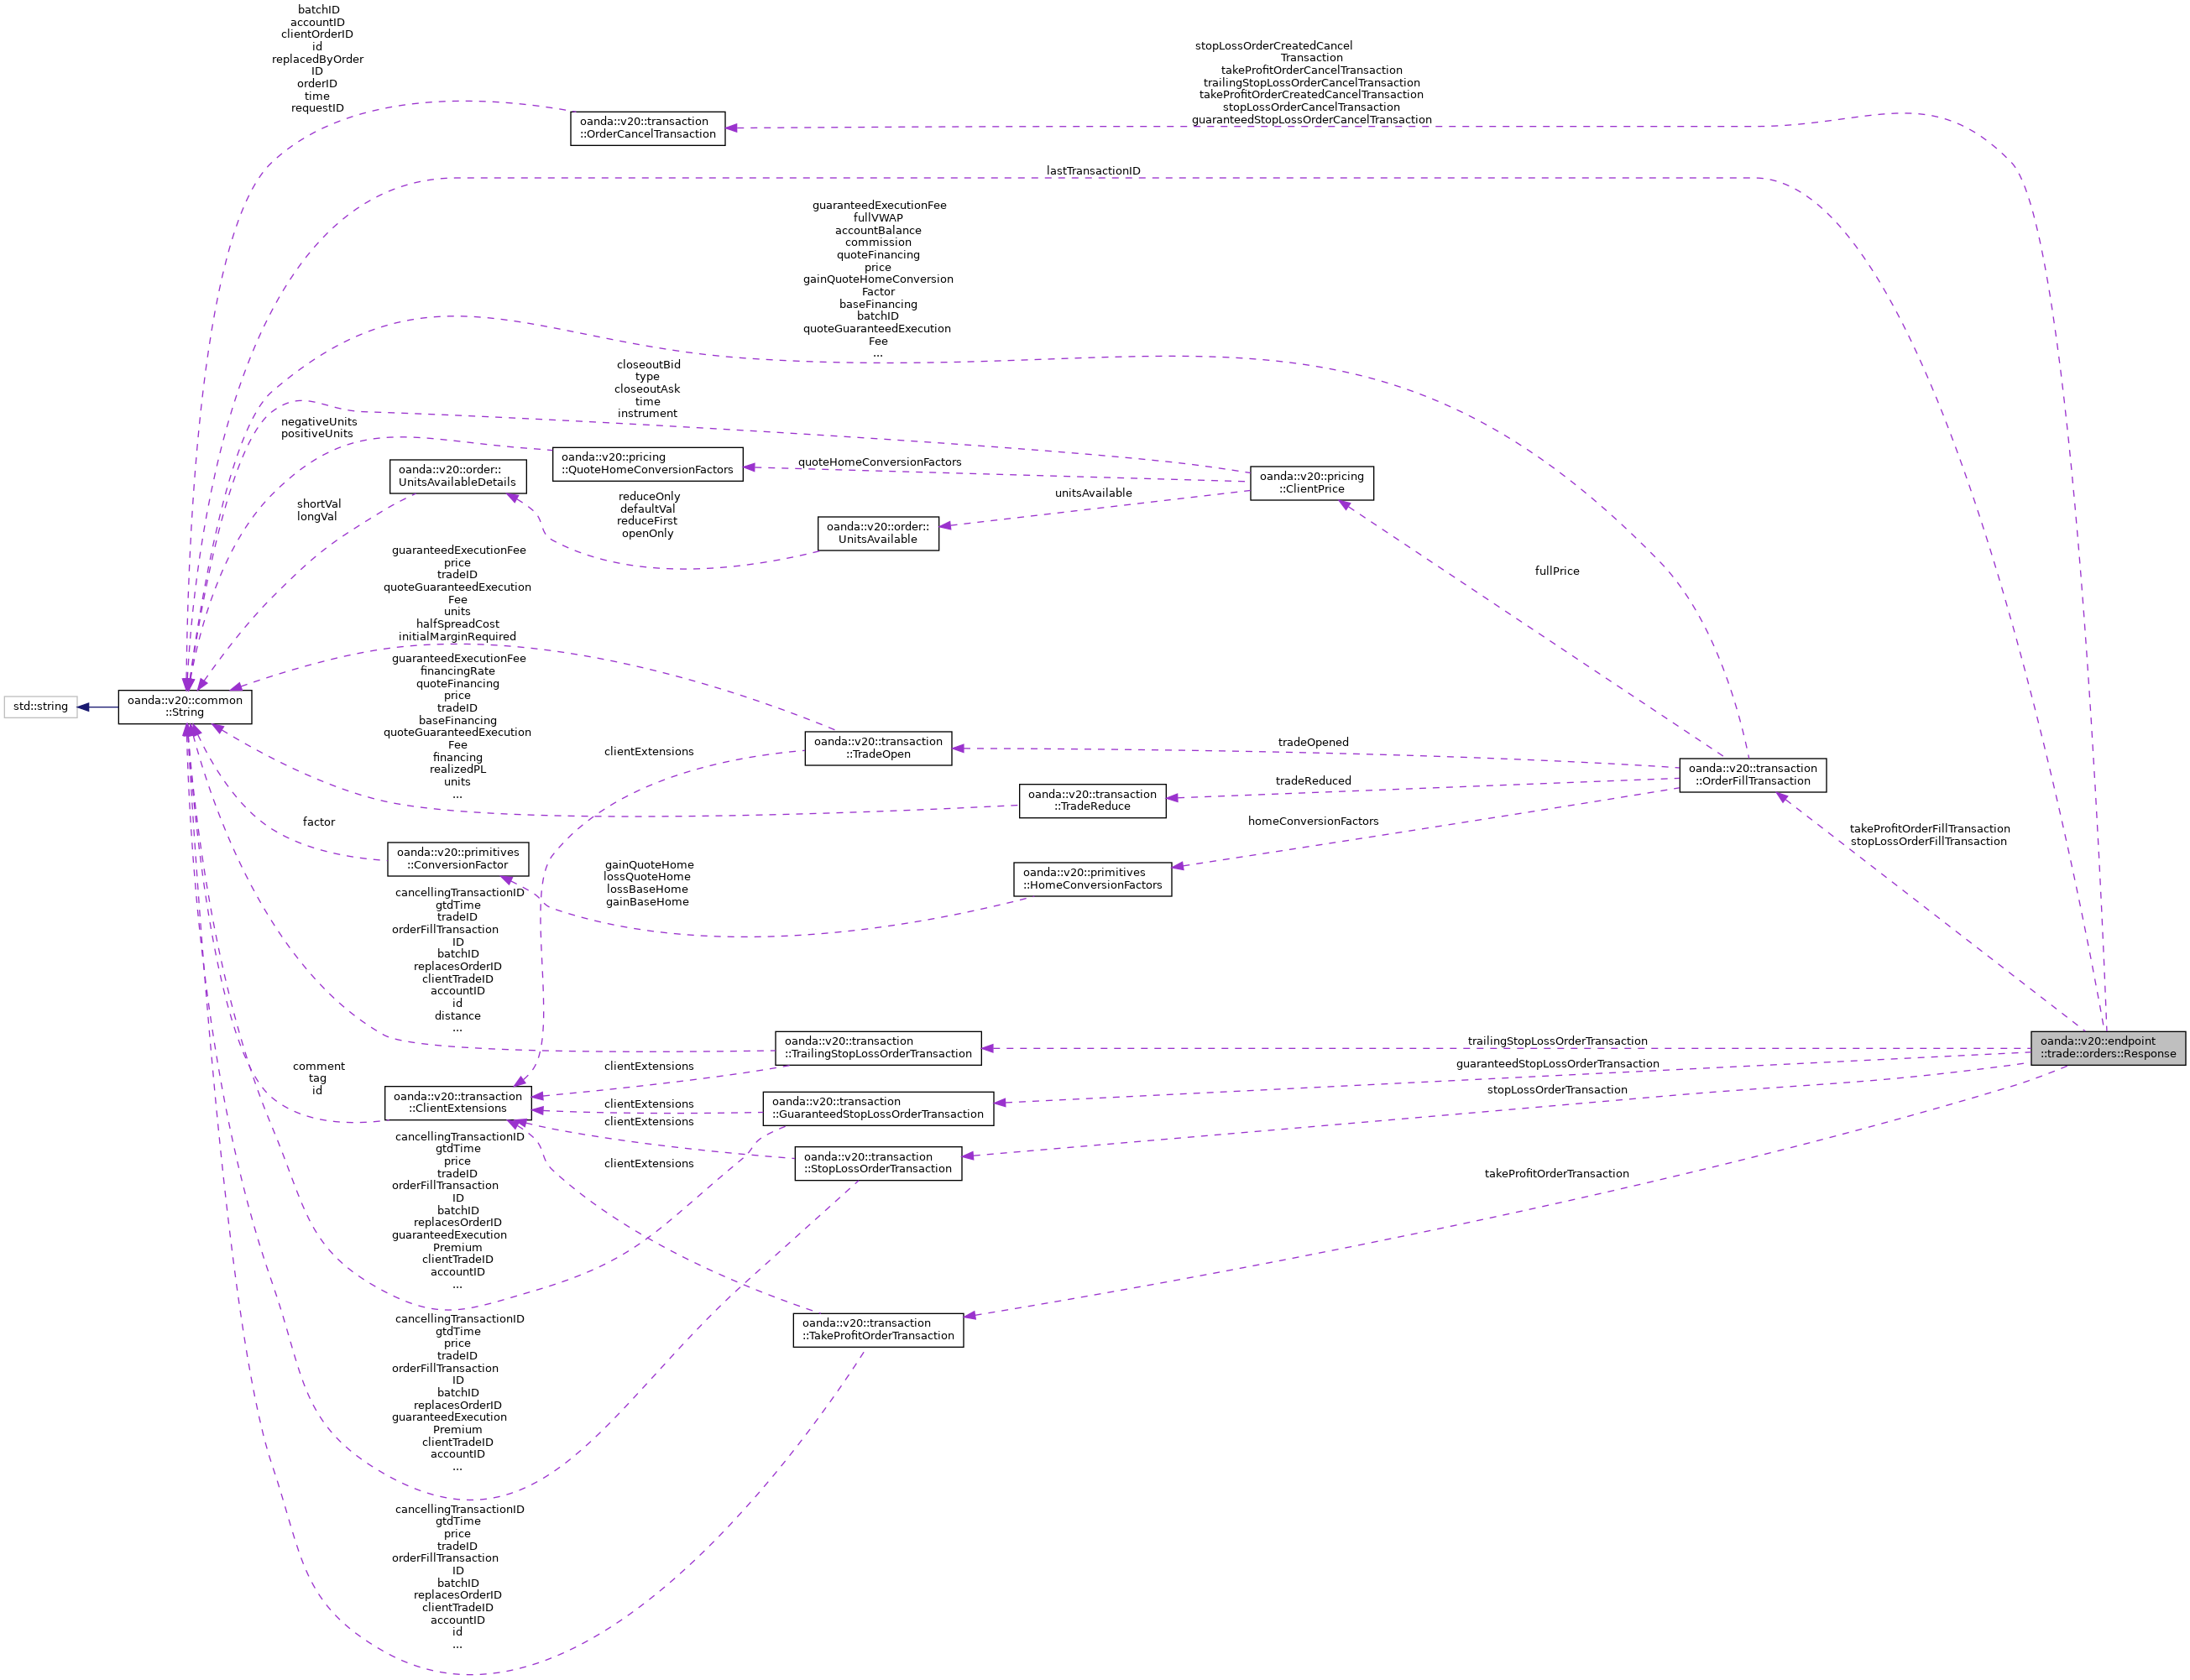 batchID
accountID
clientOrderID
id
replacedByOrder
ID
orderID
time
requestID
stopLossOrderCreatedCancel
Transaction
takeProfitOrderCancelTransaction
trailingStopLossOrderCancelTransaction
takeProfitOrderCreatedCancelTransaction
stopLossOrderCancelTransaction
guaranteedStopLossOrderCancelTransaction
oanda::v20::transaction
::OrderCancelTransaction
lastTransactionID
guaranteedExecutionFee
fullVWAP
accountBalance
commission
quoteFinancing
price
gainQuoteHomeConversion
Factor
baseFinancing
batchID
quoteGuaranteedExecution
Fee
...
closeoutBid
type
closeoutAsk
time
instrument
negativeUnits
positiveUnits
oanda::v20::pricing
::QuoteHomeConversionFactors
quoteHomeConversionFactors
oanda::v20::order::
UnitsAvailableDetails
oanda::v20::pricing
::ClientPrice
unitsAvailable
reduceOnly
defaultVal
reduceFirst
openOnly
shortVal
longVal
oanda::v20::order::
UnitsAvailable
fullPrice
guaranteedExecutionFee
price
tradeID
quoteGuaranteedExecution
Fee
units
halfSpreadCost
initialMarginRequired
guaranteedExecutionFee
financingRate
quoteFinancing
price
tradeID
baseFinancing
quoteGuaranteedExecution
Fee
financing
realizedPL
units
...
std::string
oanda::v20::common
::String
clientExtensions
oanda::v20::transaction
::TradeOpen
tradeOpened
oanda::v20::transaction
::TradeReduce
tradeReduced
oanda::v20::transaction
::OrderFillTransaction
homeConversionFactors
factor
oanda::v20::primitives
::ConversionFactor
gainQuoteHome
lossQuoteHome
lossBaseHome
gainBaseHome
oanda::v20::primitives
::HomeConversionFactors
takeProfitOrderFillTransaction
stopLossOrderFillTransaction
cancellingTransactionID
gtdTime
tradeID
orderFillTransaction
ID
batchID
replacesOrderID
clientTradeID
accountID
id
distance
...
oanda::v20::transaction
::TrailingStopLossOrderTransaction
trailingStopLossOrderTransaction
oanda::v20::endpoint
::trade::orders::Response
comment
tag
id
clientExtensions
guaranteedStopLossOrderTransaction
oanda::v20::transaction
::ClientExtensions
clientExtensions
oanda::v20::transaction
::GuaranteedStopLossOrderTransaction
stopLossOrderTransaction
clientExtensions
oanda::v20::transaction
::StopLossOrderTransaction
clientExtensions
takeProfitOrderTransaction
cancellingTransactionID
gtdTime
price
tradeID
orderFillTransaction
ID
batchID
replacesOrderID
guaranteedExecution
Premium
clientTradeID
accountID
...
oanda::v20::transaction
::TakeProfitOrderTransaction
cancellingTransactionID
gtdTime
price
tradeID
orderFillTransaction
ID
batchID
replacesOrderID
guaranteedExecution
Premium
clientTradeID
accountID
...
cancellingTransactionID
gtdTime
price
tradeID
orderFillTransaction
ID
batchID
replacesOrderID
clientTradeID
accountID
id
...